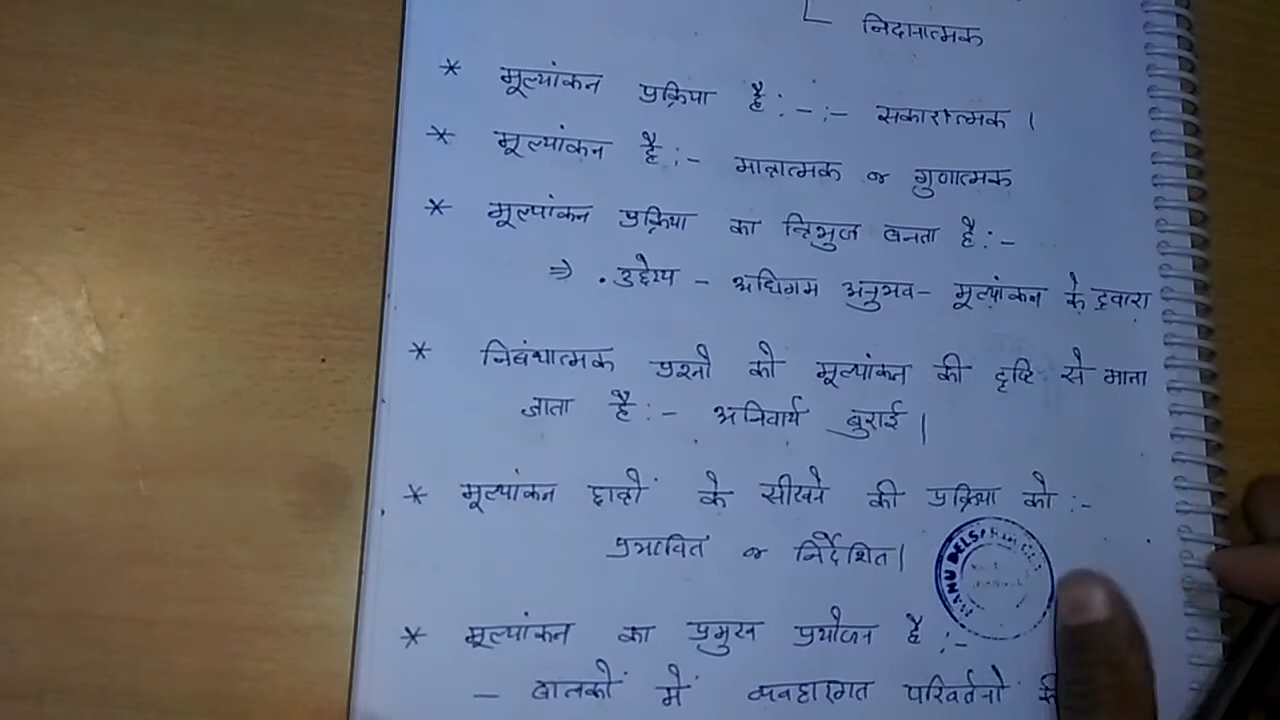 निदानात्मक
* मूल्यांकन प्रक्रिया है :- :- सकारात्मक ।
* मूल्यांकन है :- मात्रात्मक व गुणात्मक
* मूल्यांकन प्रक्रिया का त्रिभुज बनता है :-
⇒ . उद्देश्य - अधिगम अनुभव - मूल्यांकन के द्वारा
* निबंधात्मक प्रश्नो को मूल्यांकन की दृष्टि से माना
जाता है :- अनिवार्य बुराई |
* मूल्यांकन छात्रों के सीखने की प्रक्रिया को :-
प्रभावित व निर्देशित |
* मूल्यांकन का प्रमुख प्रयोजन है :-
- बालकों में व्यवहारगत परिवर्तनो